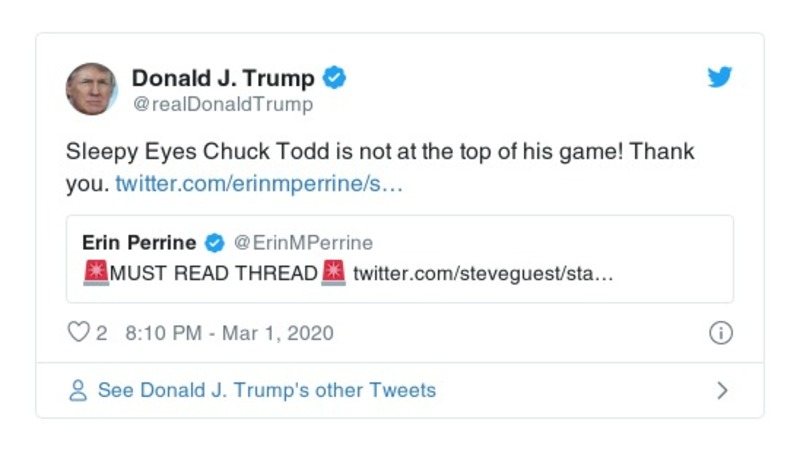 Donald J. Trump
@realDonaldTrump
Sleepy Eyes Chuck Todd is not at the top of his game! Thank
you. twitter.com/erinmperrine/s…
Erin Perrine @ErinMPerrine
🚨MUST READ THREAD🚨 twitter.com/steveguest/sta…
2 8:10 PM - Mar 1, 2020
See Donald J. Trump's other Tweets